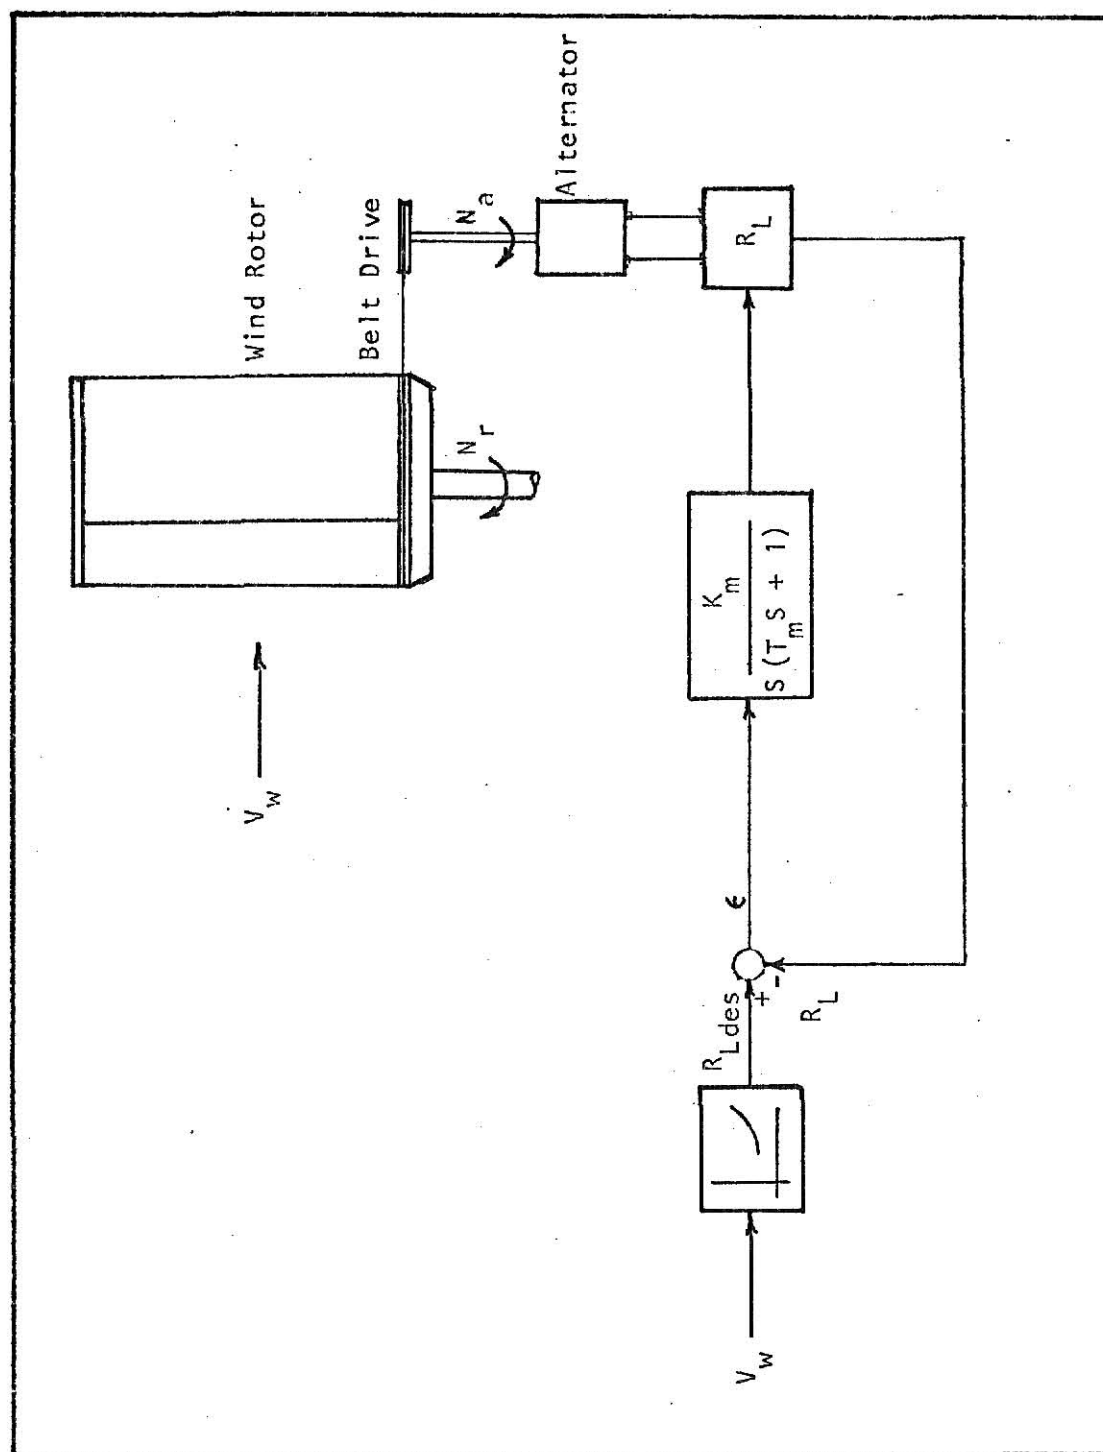 V_w
Wind Rotor
Belt Drive
N_r
N_a
Alternator
V_w
R_Ldes
+
-
R_L
ϵ
K_m
S(T_m S + 1)
R_L